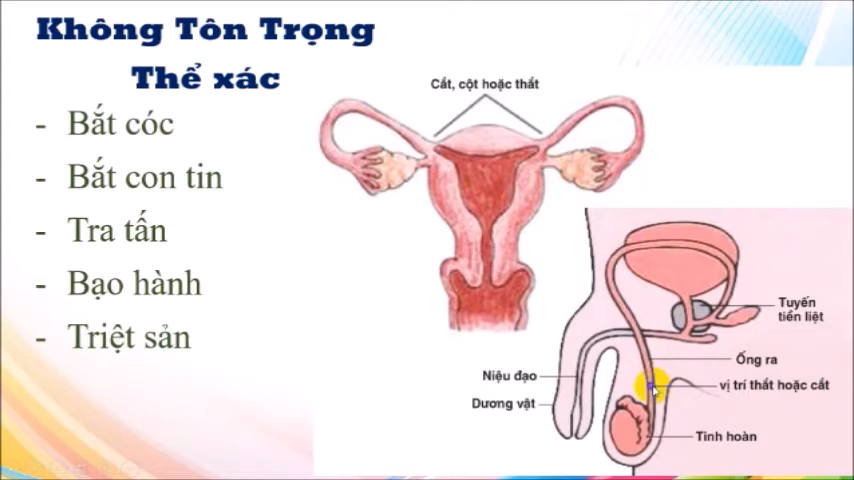 Không Tôn Trọng
Thể xác
- Bắt cóc
- Bắt con tin
- Tra tấn
- Bạo hành
- Triệt sản
Cắt, cột hoặc thắt
Tuyến
tiền liệt
Ống ra
Niệu đạo
vị trí thắt hoặc cắt
Dương vật
Tinh hoàn